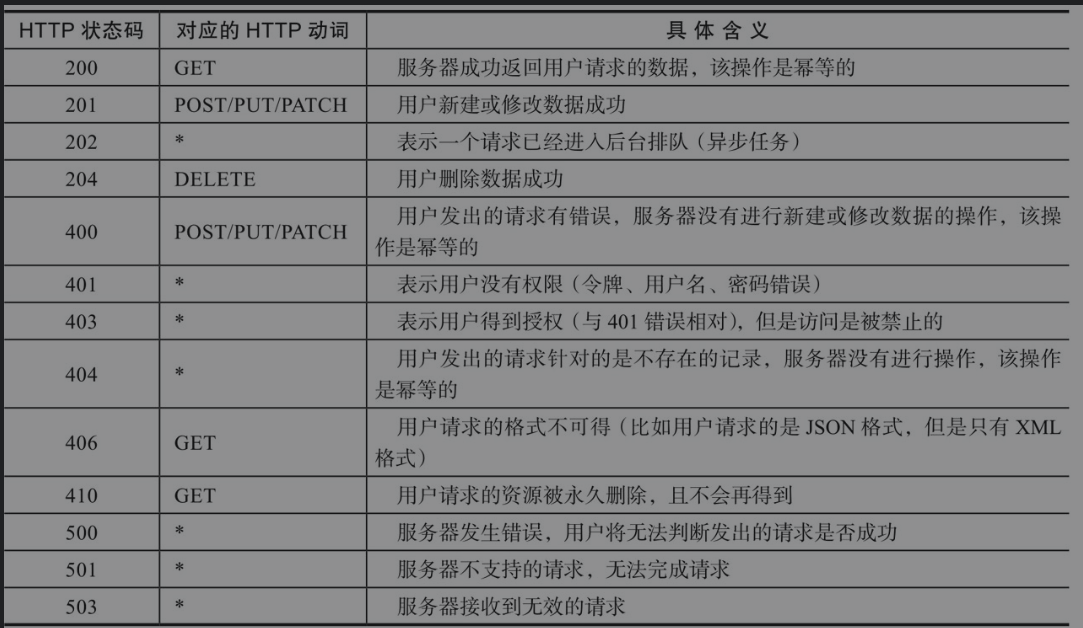 HTTP 状态码 对应的 HTTP 动词 具体含义
200 GET 服务器成功返回用户请求的数据，该操作是幂等的
201 POST/PUT/PATCH 用户新建或修改数据成功
202 * 表示一个请求已经进入后台排队（异步任务）
204 DELETE 用户删除数据成功
400 POST/PUT/PATCH 用户发出的请求有错误，服务器没有进行新建或修改数据的操作，该操
作是幂等的
401 * 表示用户没有权限（令牌、用户名、密码错误）
403 * 表示用户得到授权（与 401 错误相对），但是访问是被禁止的
404 * 用户发出的请求针对的是不存在的记录，服务器没有进行操作，该操作
是幂等的
406 GET 用户请求的格式不可得（比如用户请求的是 JSON 格式，但是只有 XML
格式）
410 GET 用户请求的资源被永久删除，且不会再得到
500 * 服务器发生错误，用户将无法判断发出的请求是否成功
501 * 服务器不支持的请求，无法完成请求
503 * 服务器接收到无效的请求